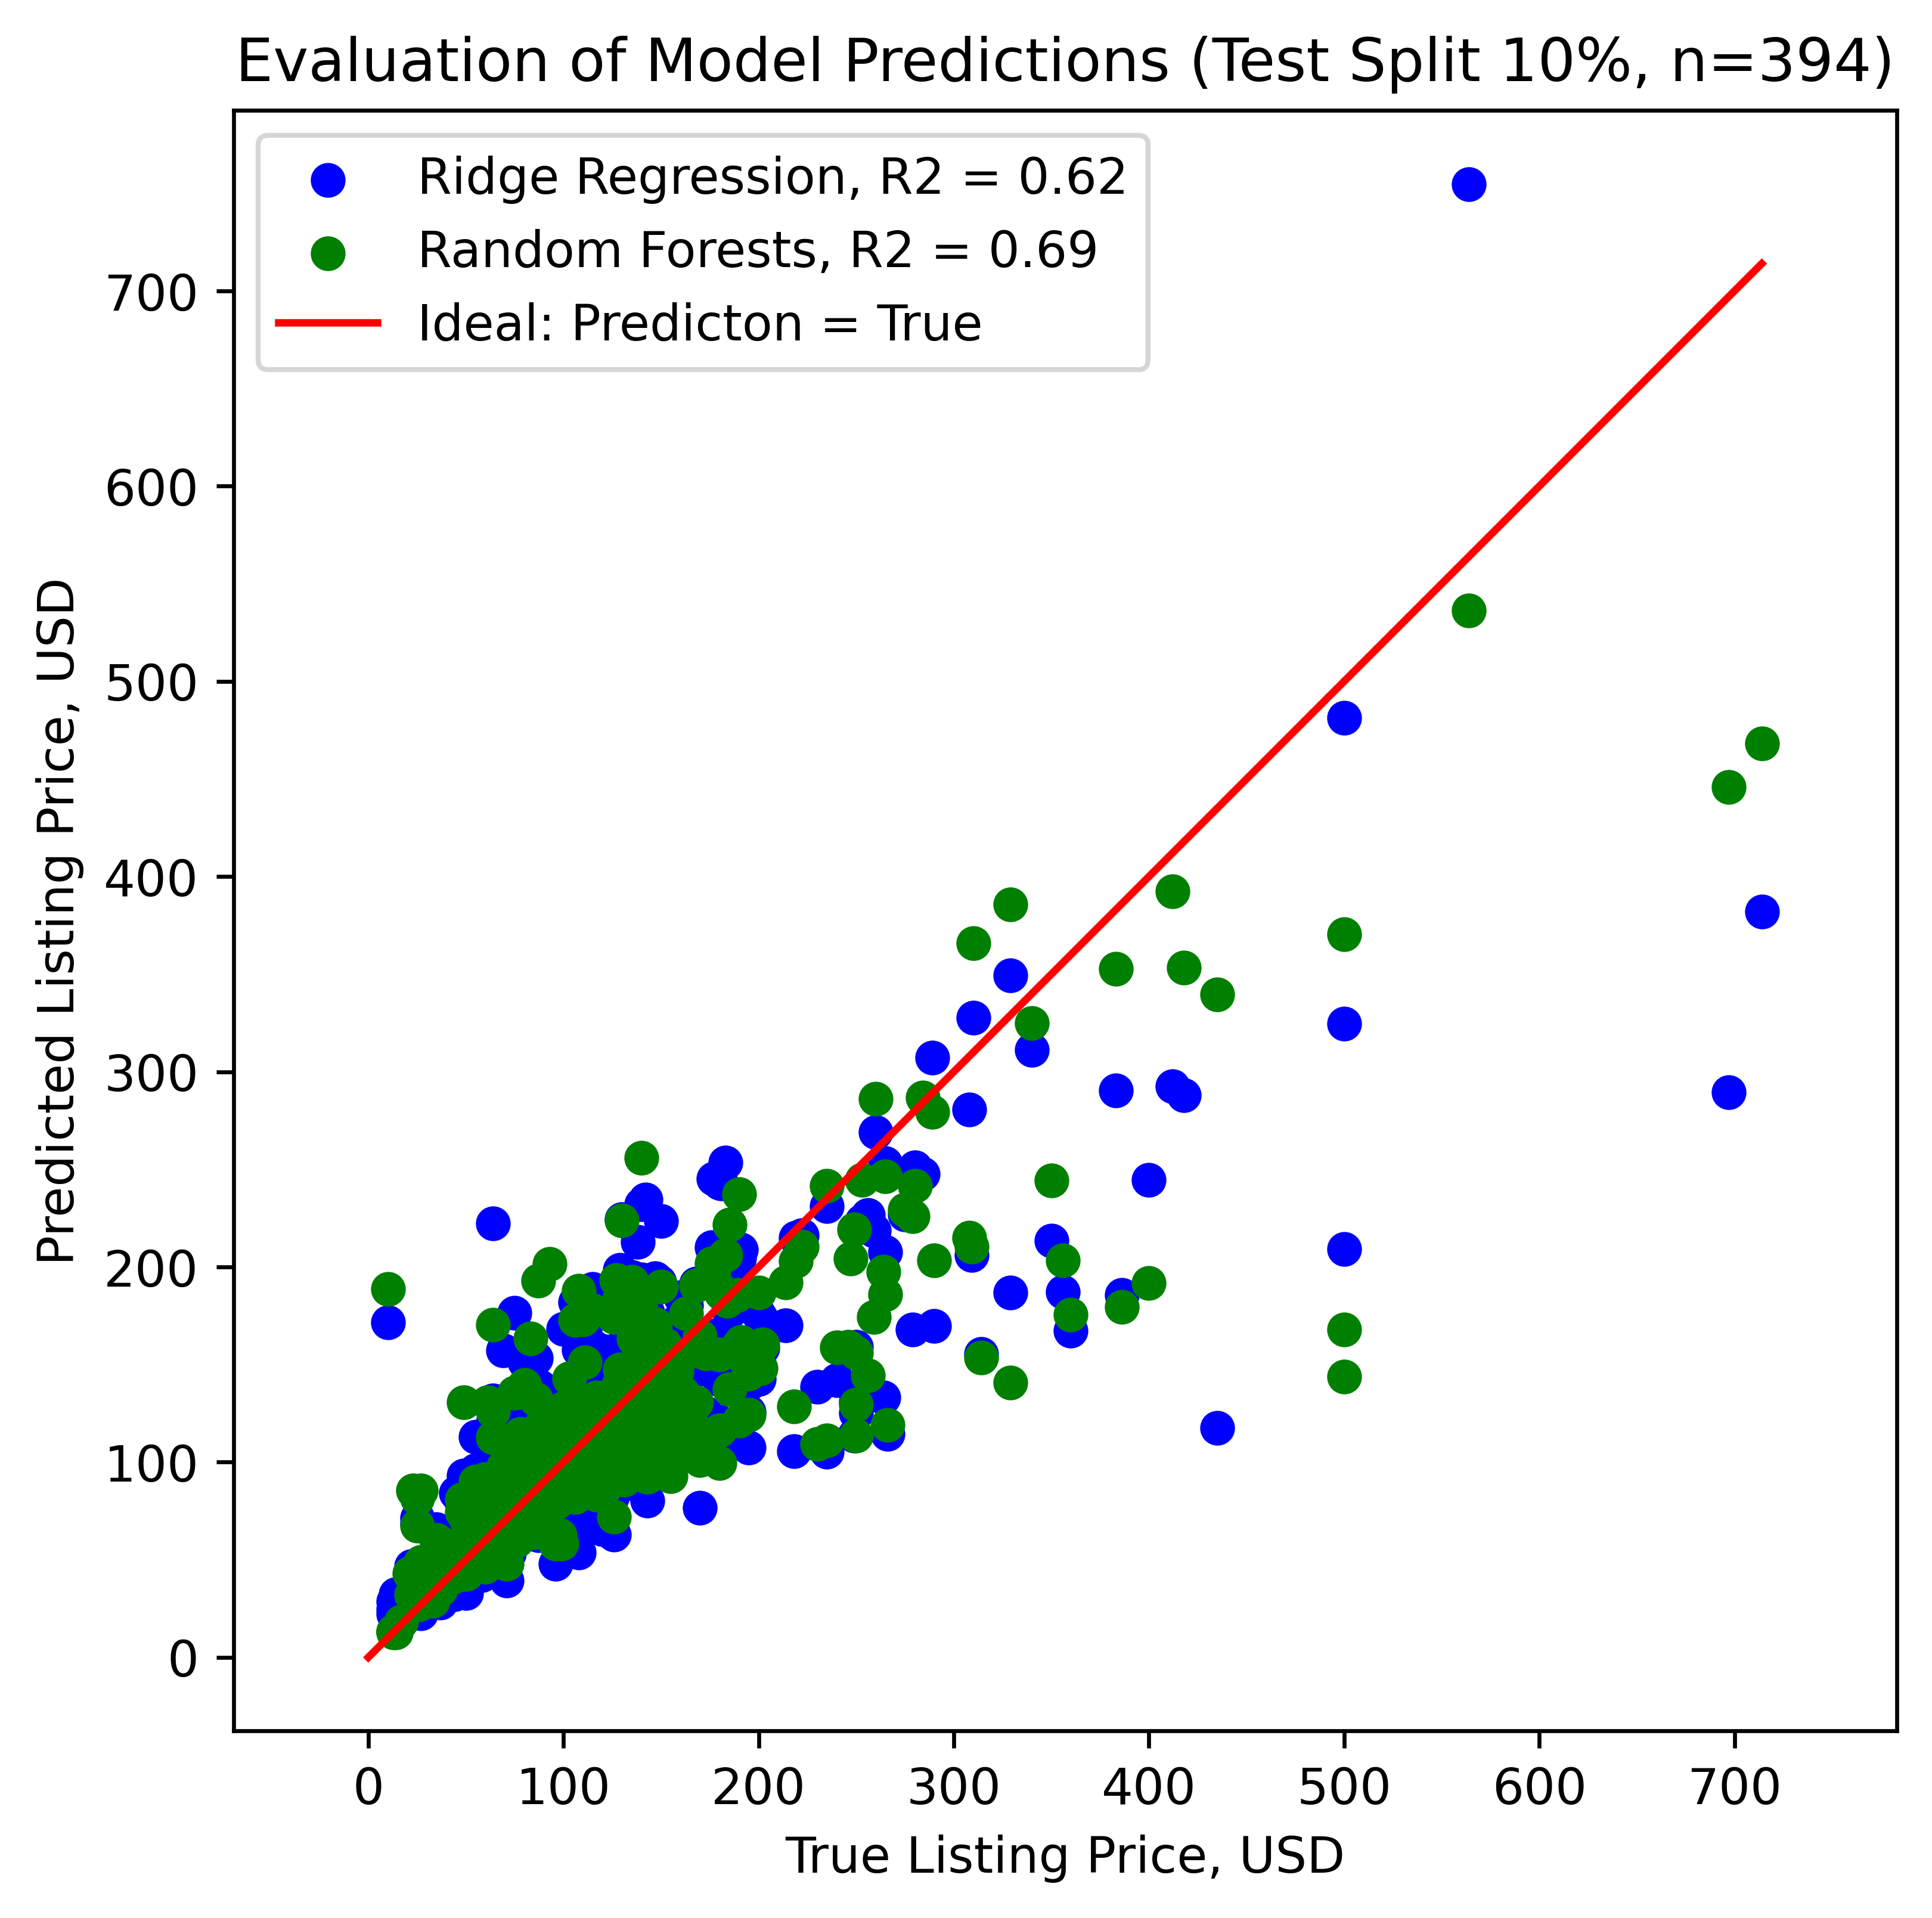 Evaluation of Model Predictions (Test Split 10%, n=394)
Ridge Regression, R2 = 0.62
Random Forests, R2 = 0.69
Ideal: Predicton = True
Predicted Listing Price, USD
700
600
500
400
300
200
100
0
0 100 200 300 400 500 600 700
True Listing Price, USD